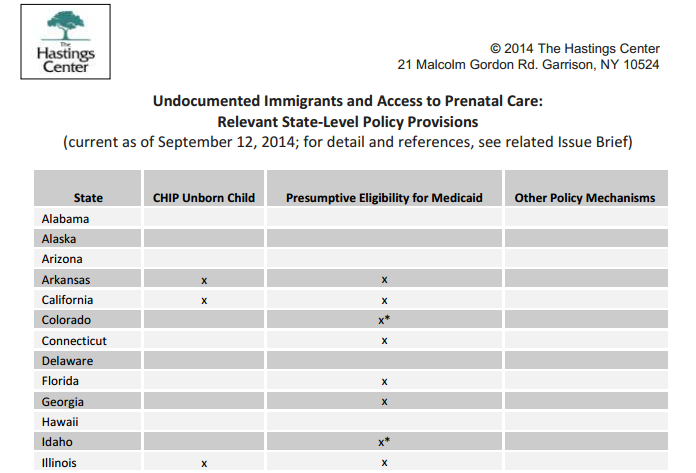 The
Hastings
Center
© 2014 The Hastings Center
21 Malcolm Gordon Rd. Garrison, NY 10524
Undocumented Immigrants and Access to Prenatal Care:
Relevant State-Level Policy Provisions
(current as of September 12, 2014; for detail and references, see related Issue Brief)
State CHIP Unborn Child Presumptive Eligibility for Medicaid Other Policy Mechanisms
Alabama
Alaska
Arizona
Arkansas x x
California x x
Colorado x*
Connecticut x
Delaware
Florida x
Georgia x
Hawaii
Idaho x*
Illinois x x